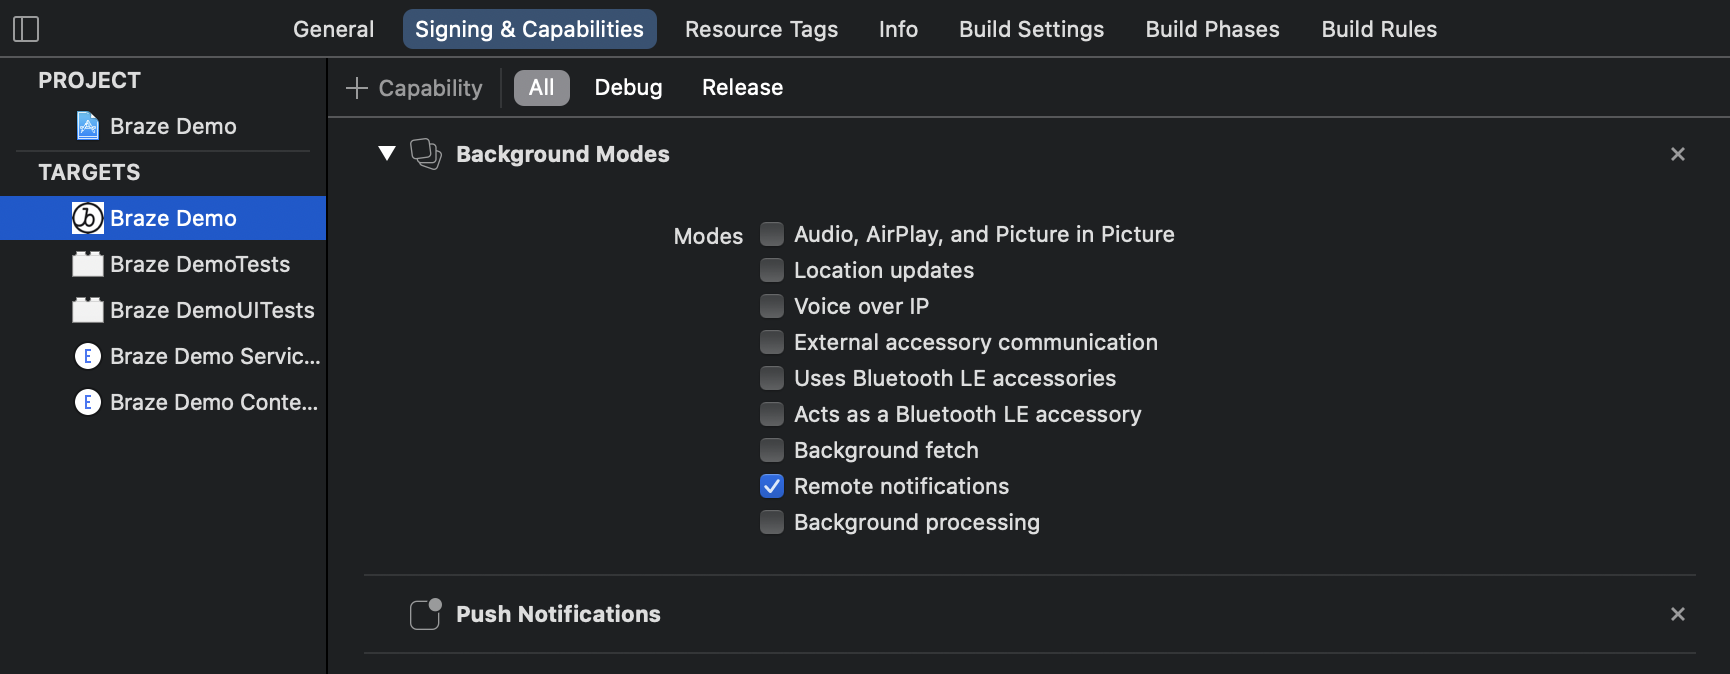 General Signing & Capabilities Resource Tags Info Build Settings Build Phases Build Rules
PROJECT
Braze Demo
TARGETS
Braze Demo
Braze DemoTests
Braze DemoUITests
Braze Demo Servic...
Braze Demo Conte...
+ Capability All Debug Release
Background Modes
Modes
Audio, AirPlay, and Picture in Picture
Location updates
Voice over IP
External accessory communication
Uses Bluetooth LE accessories
Acts as a Bluetooth LE accessory
Background fetch
Remote notifications
Background processing
Push Notifications